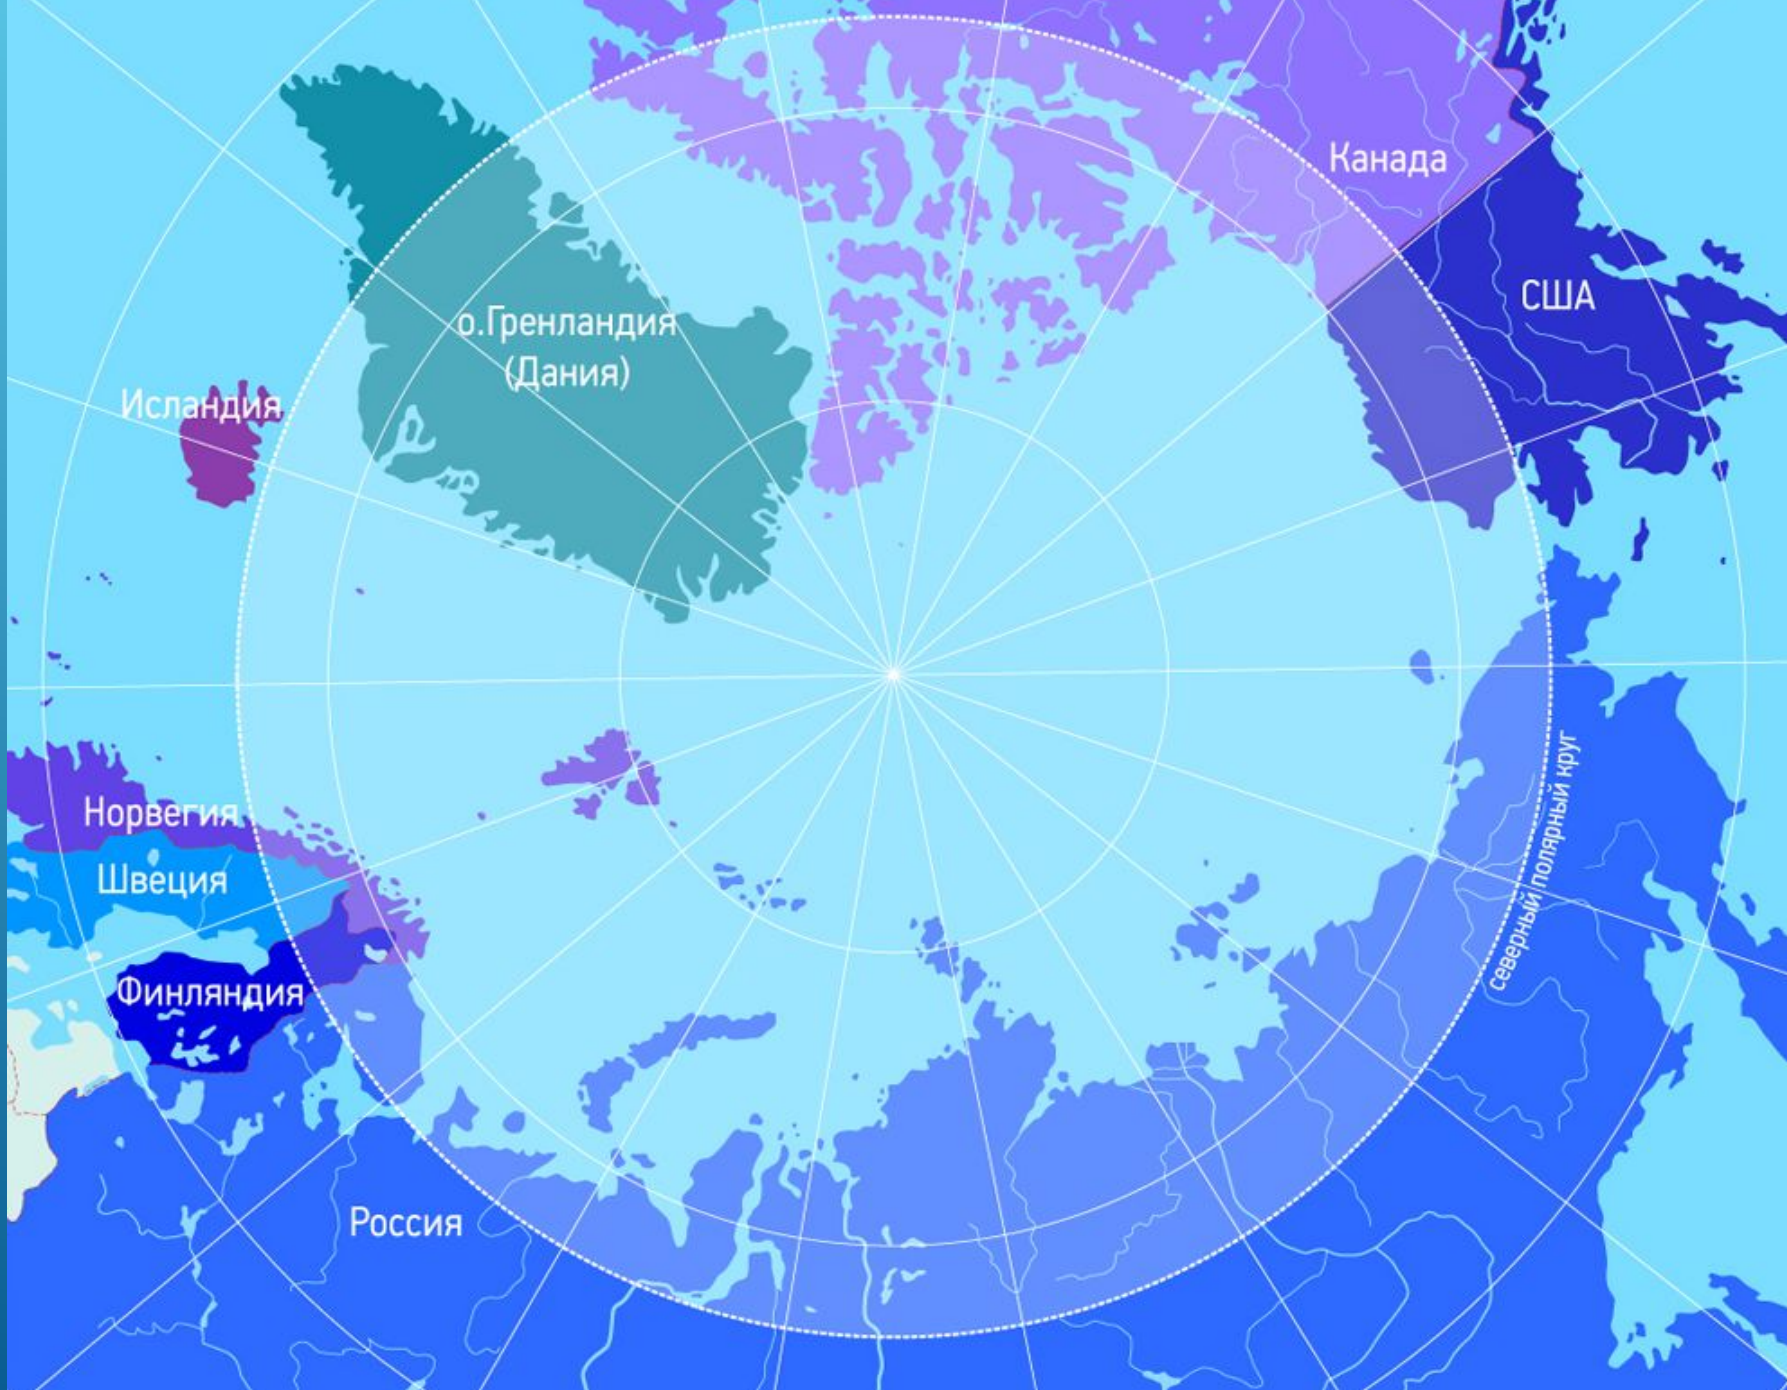 Канада
США
о.Гренландия
(Дания)
Исландия
северный полярный круг
Норвегия
Швеция
Финляндия
Россия